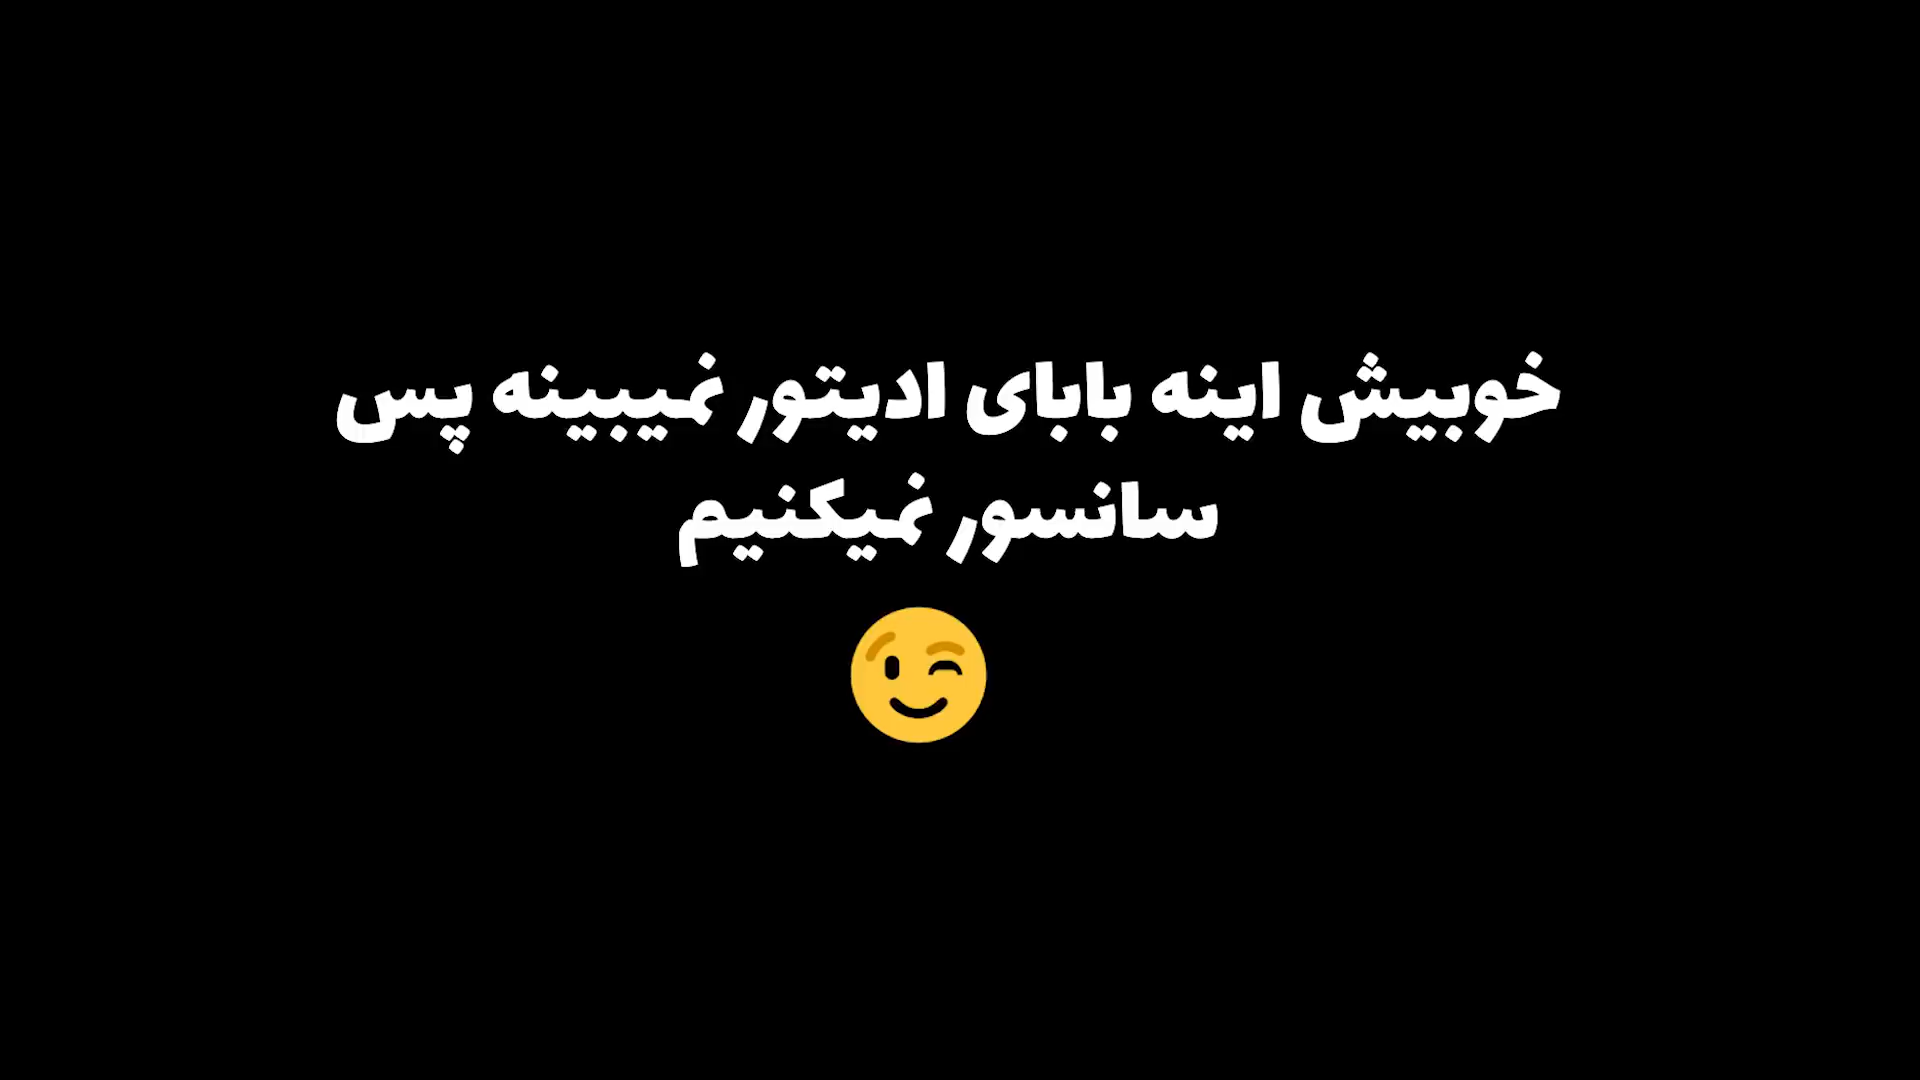 خوبیش اینه بابای ادیتور نمیبینه پس
سانسور نمیکنیم
😉